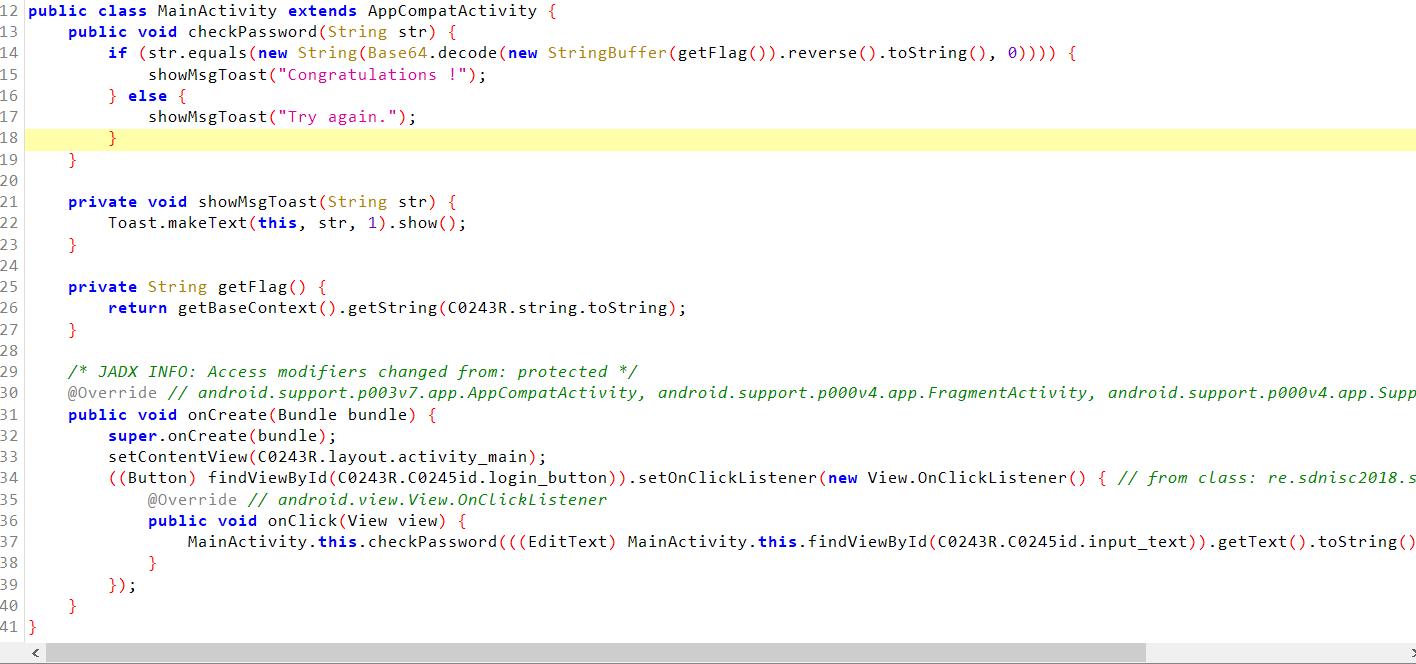 12 public class MainActivity extends AppCompatActivity {
13     public void checkPassword(String str) {
14         if (str.equals(new String(Base64.decode(new StringBuffer(getFlag()).reverse().toString(), 0)))) {
15             showMsgToast("Congratulations !");
16         } else {
17             showMsgToast("Try again.");
18         }
19     }
20
21     private void showMsgToast(String str) {
22         Toast.makeText(this, str, 1).show();
23     }
24
25     private String getFlag() {
26         return getBaseContext().getString(C0243R.string.toString);
27     }
28
29     /* JADX INFO: Access modifiers changed from: protected */
30     @Override // android.support.p003v7.app.AppCompatActivity, android.support.p000v4.app.FragmentActivity, android.support.p000v4.app.Supp
31     public void onCreate(Bundle bundle) {
32         super.onCreate(bundle);
33         setContentView(C0243R.layout.activity_main);
34         ((Button) findViewById(C0243R.C0245id.login_button)).setOnClickListener(new View.OnClickListener() { // from class: re.sdnisc2018.s
35             @Override // android.view.View.OnClickListener
36             public void onClick(View view) {
37                 MainActivity.this.checkPassword(((EditText) MainActivity.this.findViewById(C0243R.C0245id.input_text)).getText().toString()
38             }
39         });
40     }
41 }